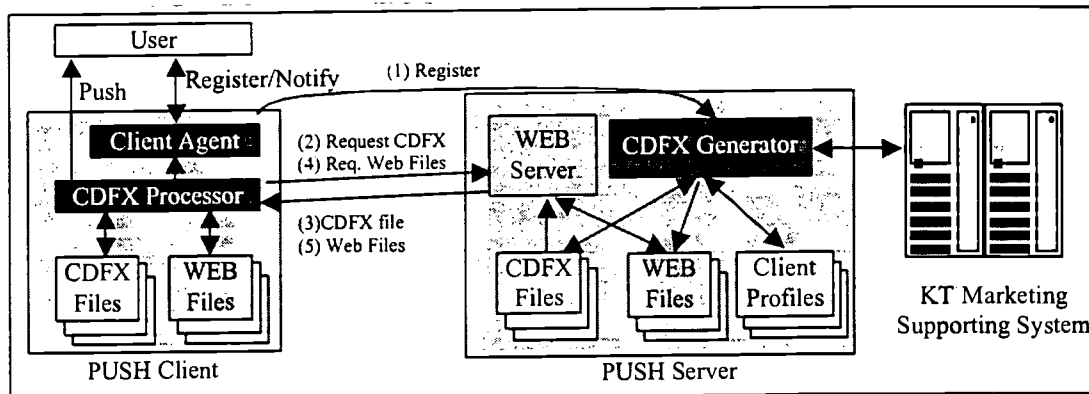 User
Push
Register/Notify
(1) Register
Client Agent
CDFX Processor
(2) Request CDFX
(4) Req. Web Files
(3)CDFX file
(5) Web Files
WEB
Server
CDFX Generator
CDFX
Files
WEB
Files
CDFX
Files
WEB
Files
Client
Profiles
KT Marketing
Supporting System
PUSH Client
PUSH Server